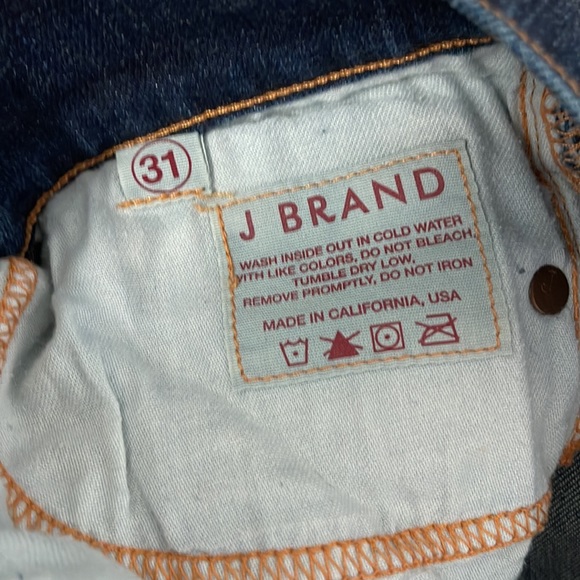 31
J BRAND
WASH INSIDE OUT IN COLD WATER
WITH LIKE COLORS, DO NOT BLEACH,
TUMBLE DRY LOW,
REMOVE PROMPTLY, DO NOT IRON
MADE IN CALIFORNIA, USA